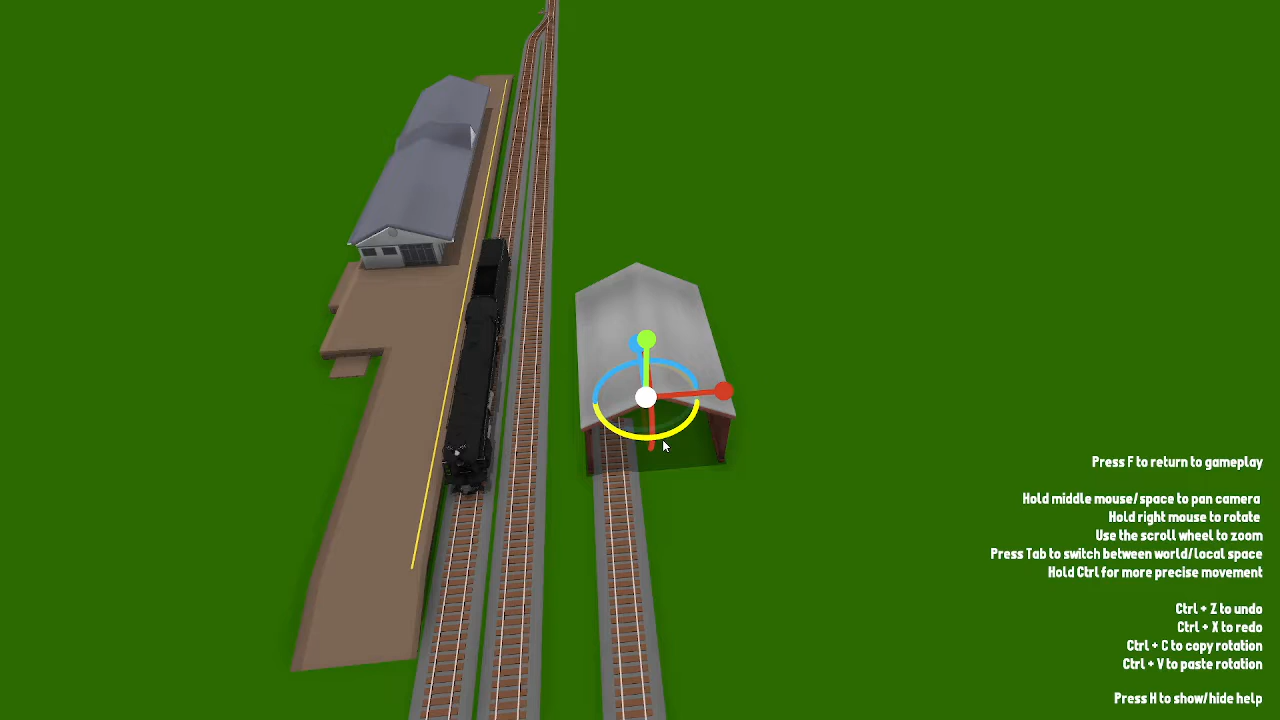 Press F to return to gameplay
Hold middle mouse/space to pan camera
Hold right mouse to rotate
Use the scroll wheel to zoom
Press Tab to switch between world/local space
Hold Ctrl for more precise movement
Ctrl + Z to undo
Ctrl + X to redo
Ctrl + C to copy rotation
Ctrl + V to paste rotation
Press H to show/hide help